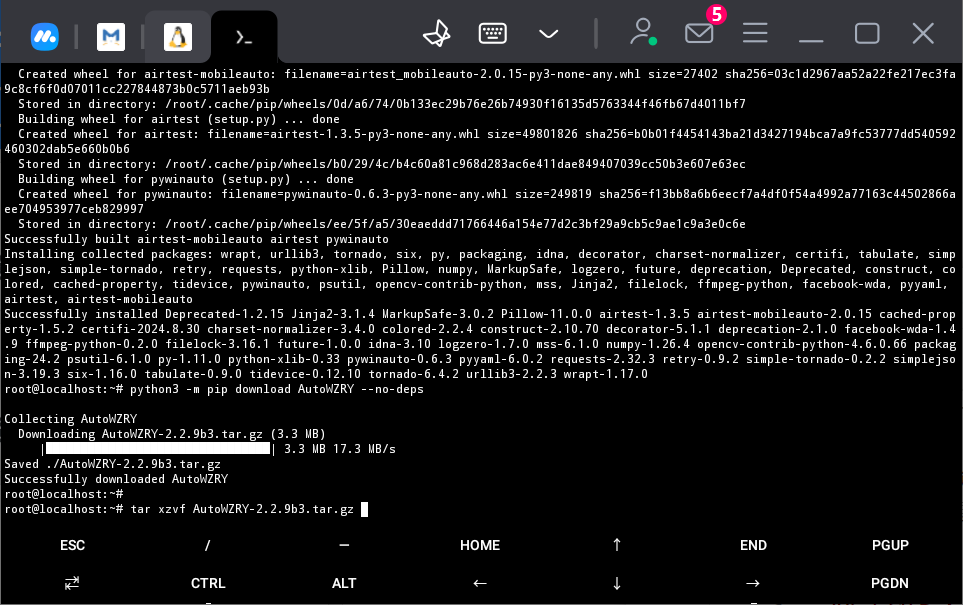 5
Created wheel for airtest-mobileauto: filename=airtest_mobileauto-2.0.15-py3-none-any.whl size=27402 sha256=03c1d2967aa52a22fe217ec3fa
9c8cf6f0d07011cc227844873b0c5711aeb93b
Stored in directory: /root/.cache/pip/wheels/0d/a6/74/0b133ec29b76e26b74930f16135d5763344f46fb67d4011bf7
Building wheel for airtest (setup.py) ... done
Created wheel for airtest: filename=airtest-1.3.5-py3-none-any.whl size=49801826 sha256=b0b01f4454143ba21d3427194bca7a9fc53777dd540592
460302dab5e660b0b6
Stored in directory: /root/.cache/pip/wheels/b0/29/4c/b4c60a81c968d283ac6e411dae849407039cc50b3e607e63ec
Building wheel for pywinauto (setup.py) ... done
Created wheel for pywinauto: filename=pywinauto-0.6.3-py3-none-any.whl size=249819 sha256=f13bb8a6b6eecf7a4df0f54a4992a77163c44502866a
ee704953977ceb829997
Stored in directory: /root/.cache/pip/wheels/ee/5f/a5/30eaeddd71766446a154e77d2c3bf29a9cb5c9ae1c9a3e0c6e
Successfully built airtest-mobileauto airtest pywinauto
Installing collected packages: wrapt, urllib3, tornado, six, py, packaging, idna, decorator, charset-normalizer, certifi, tabulate, simp
lejson, simple-tornado, retry, requests, python-xlib, Pillow, numpy, MarkupSafe, logzero, future, deprecation, Deprecated, construct, co
lored, cached-property, tidevice, pywinauto, psutil, opencv-contrib-python, mss, Jinja2, filelock, ffmpeg-python, facebook-wda, pyyaml,
airtest, airtest-mobileauto
Successfully installed Deprecated-1.2.15 Jinja2-3.1.4 MarkupSafe-3.0.2 Pillow-11.0.0 airtest-1.3.5 airtest-mobileauto-2.0.15 cached-prop
erty-1.5.2 certifi-2024.8.30 charset-normalizer-3.4.0 colored-2.2.4 construct-2.10.70 decorator-5.1.1 deprecation-2.1.0 facebook-wda-1.4
.9 ffmpeg-python-0.2.0 filelock-3.16.1 future-1.0.0 idna-3.10 logzero-1.7.0 mss-6.1.0 numpy-1.26.4 opencv-contrib-python-4.6.0.66 packag
ing-24.2 psutil-6.1.0 py-1.11.0 python-xlib-0.33 pywinauto-0.6.3 pyyaml-6.0.2 requests-2.32.3 retry-0.9.2 simple-tornado-0.2.2 simplejso
n-3.19.3 six-1.16.0 tabulate-0.9.0 tidevice-0.12.10 tornado-6.4.2 urllib3-2.2.3 wrapt-1.17.0
root@localhost:~# python3 -m pip download AutoWZRY --no-deps
Collecting AutoWZRY
Downloading AutoWZRY-2.2.9b3.tar.gz (3.3 MB)
| | 3.3 MB 17.3 MB/s
Saved ./AutoWZRY-2.2.9b3.tar.gz
Successfully downloaded AutoWZRY
root@localhost:~#
root@localhost:~# tar xzvf AutoWZRY-2.2.9b3.tar.gz
ESC / — HOME ↑ END PGUP
⇄ CTRL ALT ← ↓ → PGDN